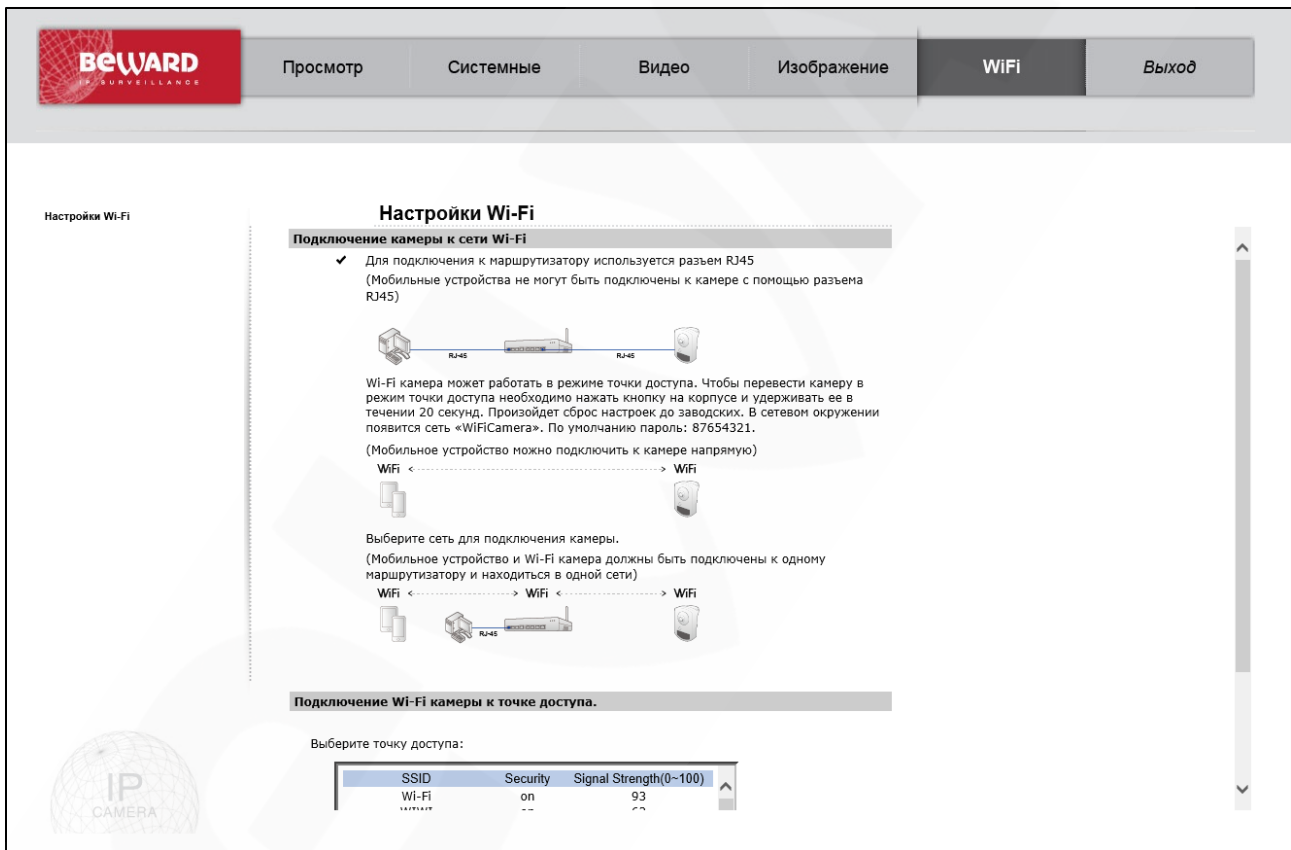 BEWARD
IP SURVEILLANCE
Просмотр
Системные
Видео
Изображение
WiFi
Выход
Настройки Wi-Fi
Настройки Wi-Fi
Подключение камеры к сети Wi-Fi
✔ Для подключения к маршрутизатору используется разъем RJ45
(Мобильные устройства не могут быть подключены к камере с помощью разъема
RJ45)
RJ-45
RJ-45
Wi-Fi камера может работать в режиме точки доступа. Чтобы перевести камеру в
режим точки доступа необходимо нажать кнопку на корпусе и удерживать ее в
течении 20 секунд. Произойдет сброс настроек до заводских. В сетевом окружении
появится сеть «WiFiCamera». По умолчанию пароль: 87654321.
(Мобильное устройство можно подключить к камере напрямую)
WiFi
WiFi
Выберите сеть для подключения камеры.
(Мобильное устройство и Wi-Fi камера должны быть подключены к одному
маршрутизатору и находиться в одной сети)
WiFi
WiFi
WiFi
RJ-45
Подключение Wi-Fi камеры к точке доступа.
Выберите точку доступа:
SSID Security Signal Strength(0~100)
Wi-Fi on 93
IP
CAMERA